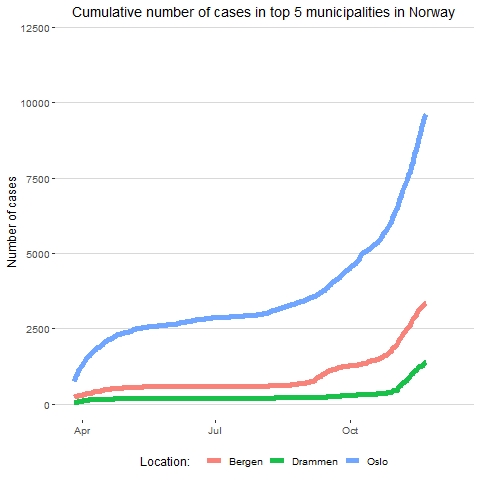 Cumulative number of cases in top 5 municipalities in Norway
12500
10000
7500
5000
2500
0
Number of cases
Apr Jul Oct
Location: Bergen Drammen Oslo